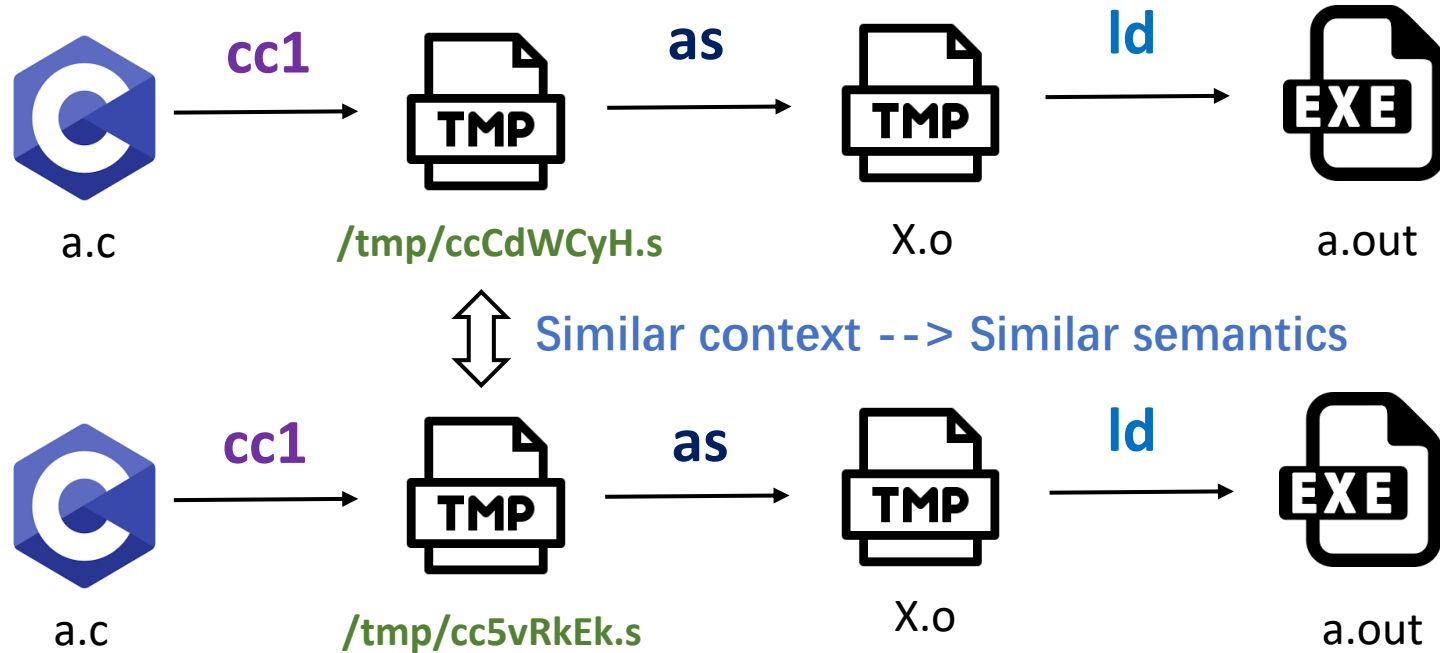 cc1 as ld
C TMP TMP EXE
a.c /tmp/ccCdWCyH.s X.o a.out
Similar context --> Similar semantics
cc1 as ld
C TMP TMP EXE
a.c /tmp/cc5vRkEk.s X.o a.out